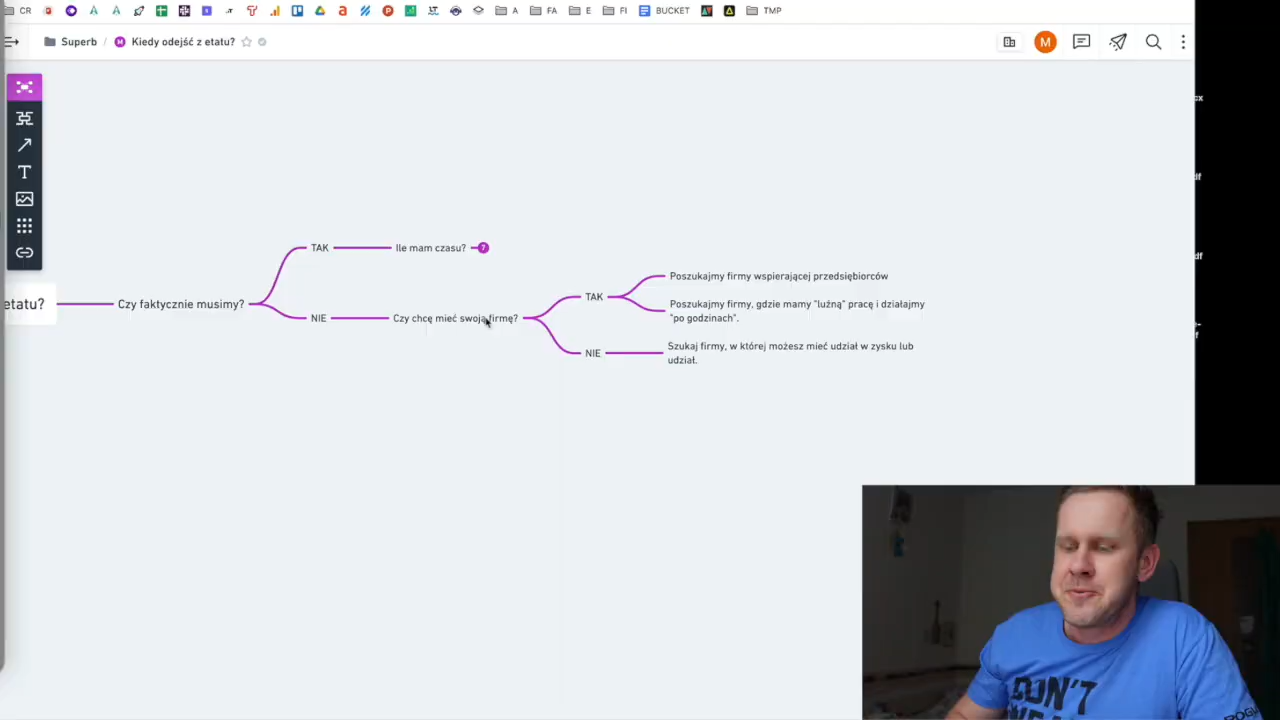 CR
A
FA
E
FI
BUCKET
TMP
Superb / M Kiedy odejść z etatu?
M
T
etatu?
Czy faktycznie musimy?
TAK
Ile mam czasu?
7
NIE
Czy chcę mieć swoją firmę?
TAK
Poszukajmy firmy wspierającej przedsiębiorców
Poszukajmy firmy, gdzie mamy "luźną" pracę i działajmy
"po godzinach".
NIE
Szukaj firmy, w której możesz mieć udział w zysku lub
udział.
DON'T